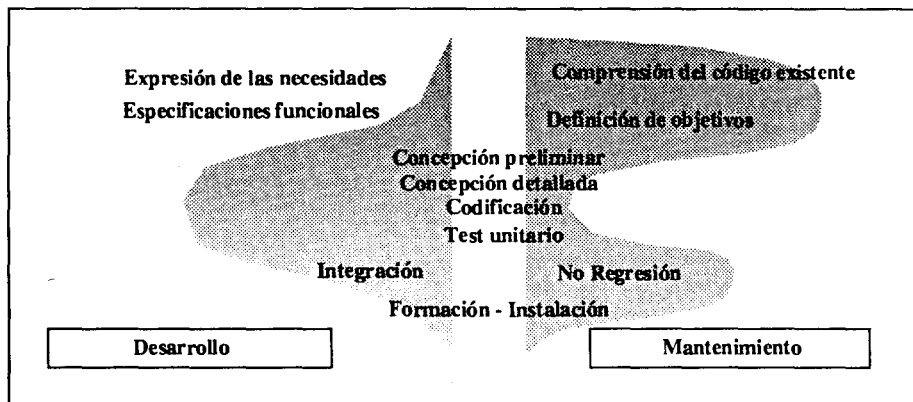 Expresión de las necesidades
Comprensión del código existente
Especificaciones funcionales
Definición de objetivos
Concepción preliminar
Concepción detallada
Codificación
Test unitario
Integración
No Regresión
Formación - Instalación
Desarrollo
Mantenimiento